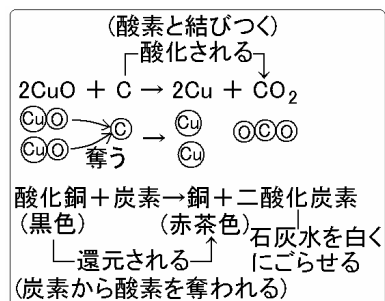 (酸素と結びつく)
酸化される
2CuO + C → 2Cu + CO₂
CuO C → Cu OCO
CuO 奪う Cu
酸化銅+炭素→銅+二酸化炭素
(黒色) (赤茶色) 石灰水を白く
還元される にごらせる
(炭素から酸素を奪われる)